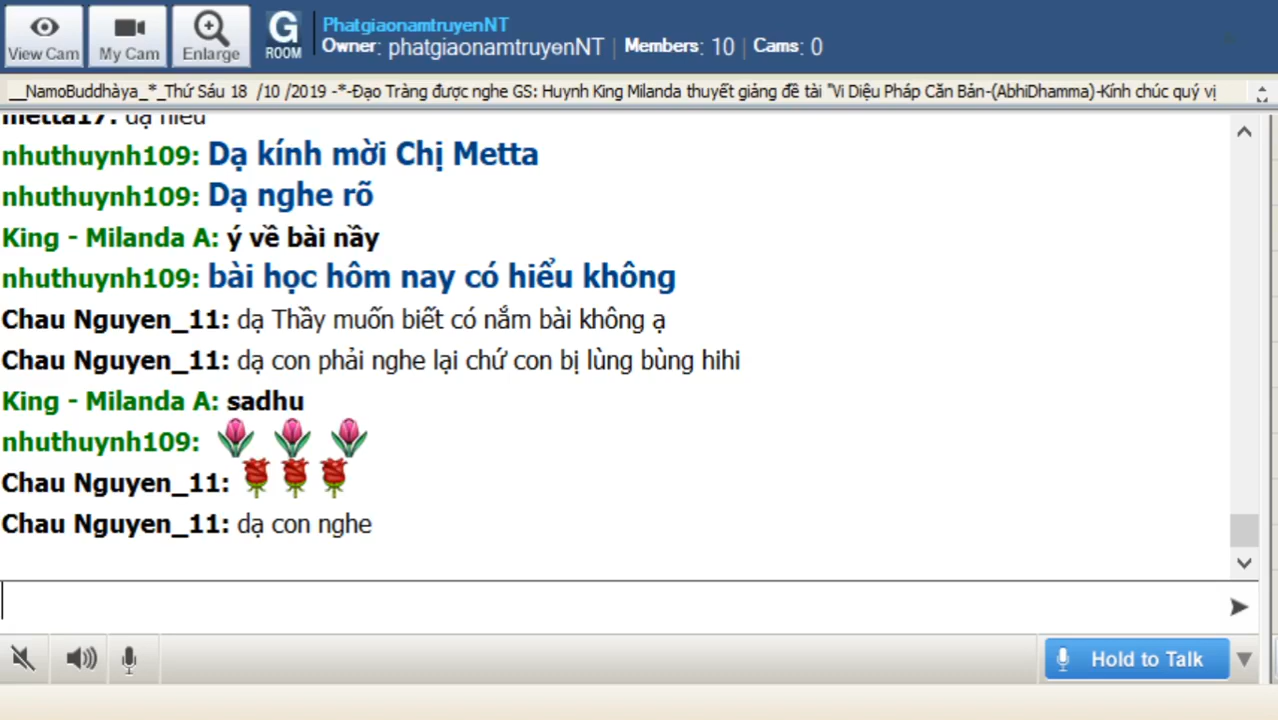 PhatgiaonamtruyenNT
View Cam My Cam Enlarge G ROOM Owner: phatgiaonamtruyenNT | Members: 10 | Cams: 0
__NamoBuddhàya_*_Thứ Sáu 18 /10 /2019 -*-Đạo Tràng được nghe GS: Huynh King Milanda thuyết giảng đề tài "Vi Diệu Pháp Căn Bản-(AbhiDhamma)-Kính chúc quý vị
metta17: dạ hiểu
nhuthuynh109: Dạ kính mời Chị Metta
nhuthuynh109: Dạ nghe rõ
King - Milanda A: ý về bài nầy
nhuthuynh109: bài học hôm nay có hiểu không
Chau Nguyen_11: dạ Thầy muốn biết có nắm bài không ạ
Chau Nguyen_11: dạ con phải nghe lại chứ con bị lùng bùng hihi
King - Milanda A: sadhu
nhuthuynh109:
Chau Nguyen_11:
Chau Nguyen_11: dạ con nghe
Hold to Talk